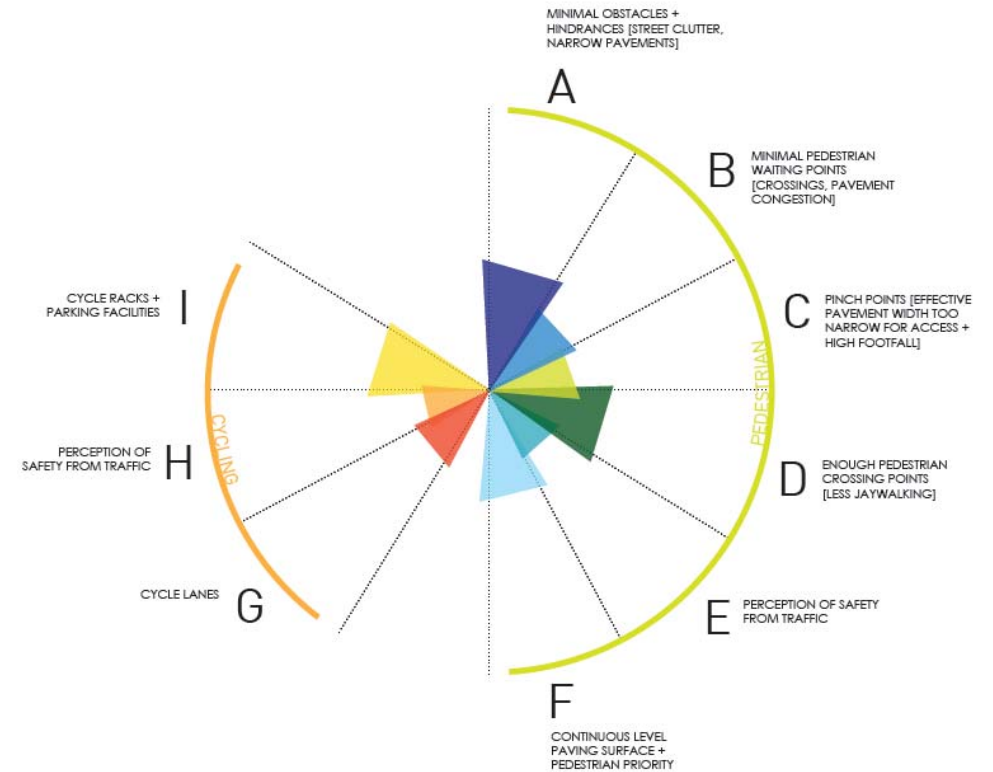 MINIMAL OBSTACLES +
HINDRANCES [STREET CLUTTER,
NARROW PAVEMENTS]
A
B
MINIMAL PEDESTRIAN
WAITING POINTS
[CROSSINGS, PAVEMENT
CONGESTION]
C
PINCH POINTS [EFFECTIVE
PAVEMENT WIDTH TOO
NARROW FOR ACCESS +
HIGH FOOTFALL]
PEDESTRIAN
D
ENOUGH PEDESTRIAN
CROSSING POINTS
[LESS JAYWALKING]
E
PERCEPTION OF SAFETY
FROM TRAFFIC
F
CONTINUOUS LEVEL
PAVING SURFACE +
PEDESTRIAN PRIORITY
CYCLE LANES
G
PERCEPTION OF
SAFETY FROM TRAFFIC
H
CYCLING
CYCLE RACKS +
PARKING FACILITIES
I